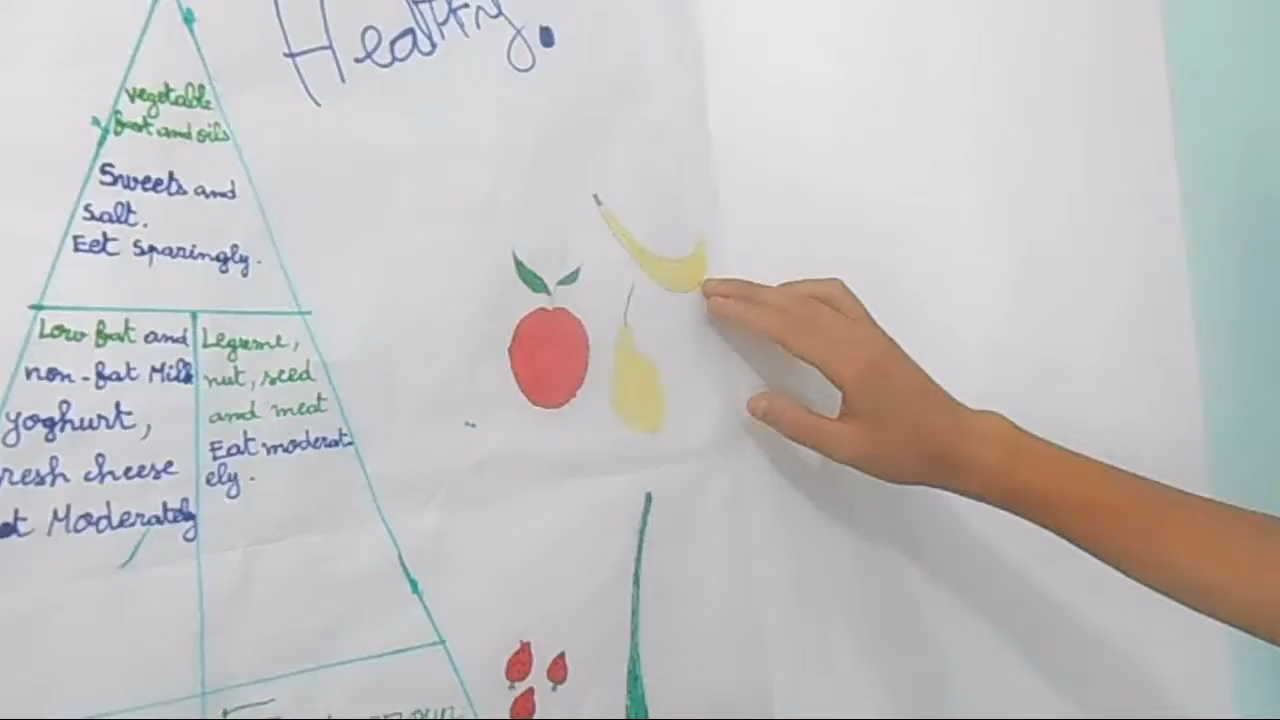 Healthy.
vegetable
fat and oils
Sweets and
Salt.
Eet Sparingly.
Low fat and
non-fat Milk
yoghurt,
resh cheese
Moderately
Legume,
nut, seed
and meat
Eat moderat
ely.